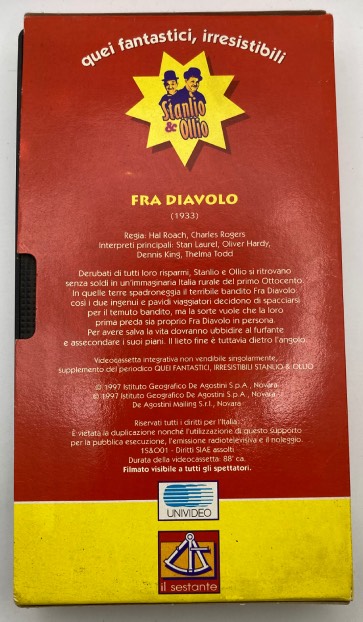 quei fantastici, irresistibili
Stanlio
& Ollio
FRA DIAVOLO
(1933)
Regia: Hal Roach, Charles Rogers
Interpreti principali: Stan Laurel, Oliver Hardy,
Dennis King, Thelma Todd
Derubati di tutti loro risparmi, Stanlio e Ollio si ritrovano
senza soldi in un'immaginaria Italia rurale del primo Ottocento.
In quelle terre spadroneggia il terribile bandito Fra Diavolo:
così i due ingenui e pavidi viaggiatori decidono di spacciarsi
per il temuto bandito, ma la sorte vuole che la loro
prima preda sia proprio Fra Diavolo in persona.
Per avere salva la vita dovranno ubbidire al furfante
e assecondare i suoi piani. Il lieto fine è tuttavia dietro l'angolo.
Videocassetta integrativa non vendibile singolarmente,
supplemento del periodico QUEI FANTASTICI, IRRESISTIBILI STANLIO & OLLIO
© 1997 Istituto Geografico De Agostini S.p.A., Novara
© 1997 Istituto Geografico De Agostini S.p.A., Novara
De Agostini Mailing S.r.l., Novara
Riservati tutti i diritti per l'Italia.
È vietata la duplicazione nonché l'utilizzazione di questo supporto
per la pubblica esecuzione, l'emissione radiotelevisiva e il noleggio.
1S&O01 - Diritti SIAE assolti
Durata della videocassetta: 88' ca.
Filmato visibile a tutti gli spettatori.
UNIVIDEO
il sestante